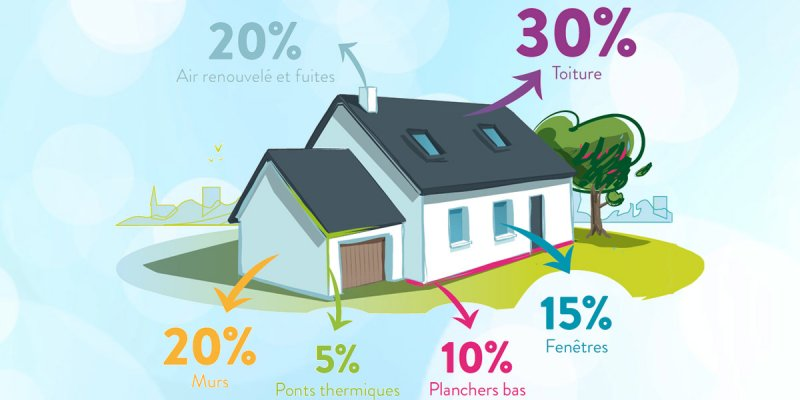 20%
Air renouvelé et fuites
30%
Toiture
20%
Murs
5%
Ponts thermiques
10%
Planchers bas
15%
Fenêtres